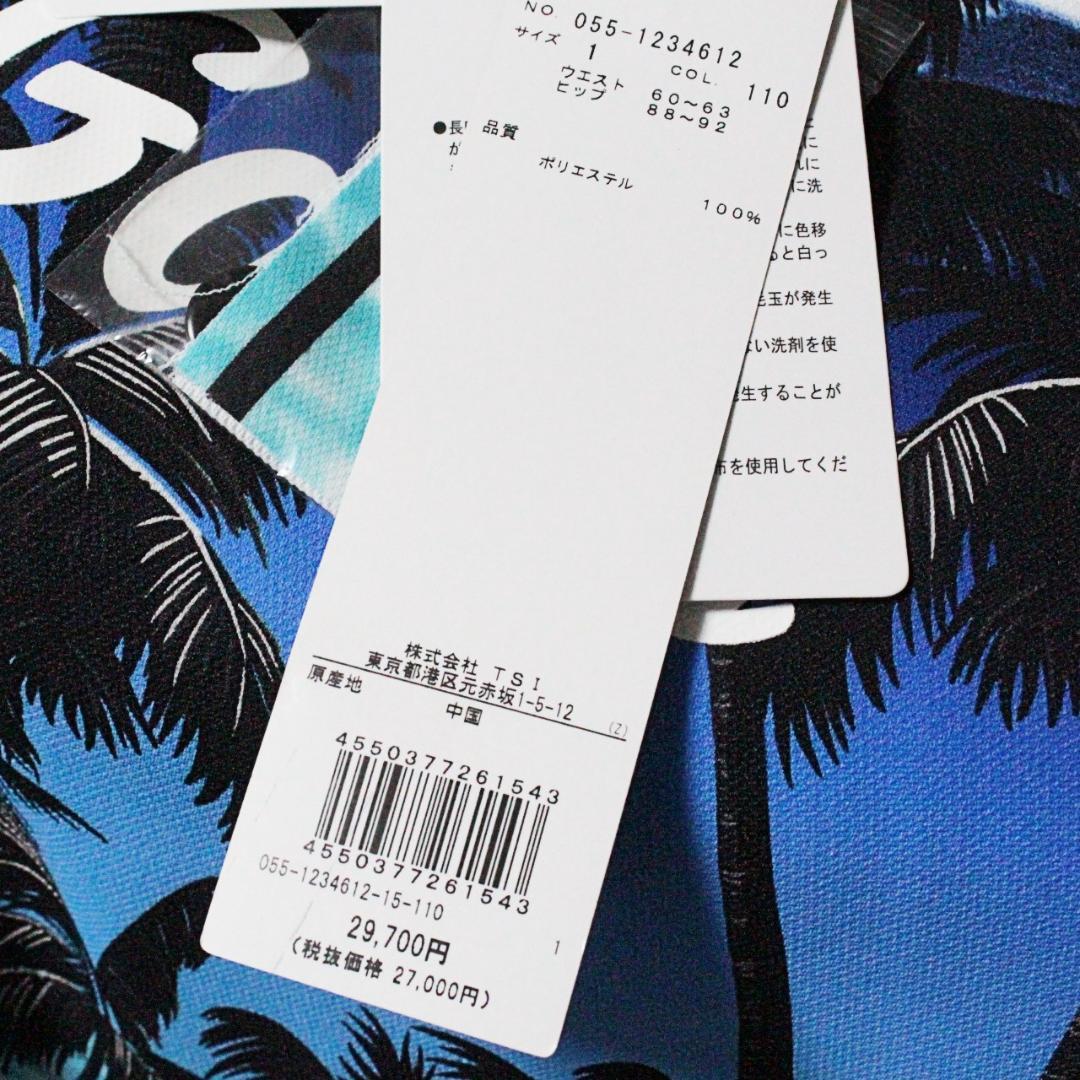 NO. 055-1234612
サイズ 1 COL. 110
ウエスト 60～63
ヒップ 88～92
品質
ポリエステル
100%
株式会社 TSI
東京都港区元赤坂1-5-12
(Z)
原産地
中国
4550377261543
4550377261543
055-1234612-15-110
29,700円
1
(税抜価格 27,000円)
●長
が
に
に
に洗
に色移
ると白っ
毛玉が発生
ない洗剤を使
発生することが
布を使用してくだ
GO